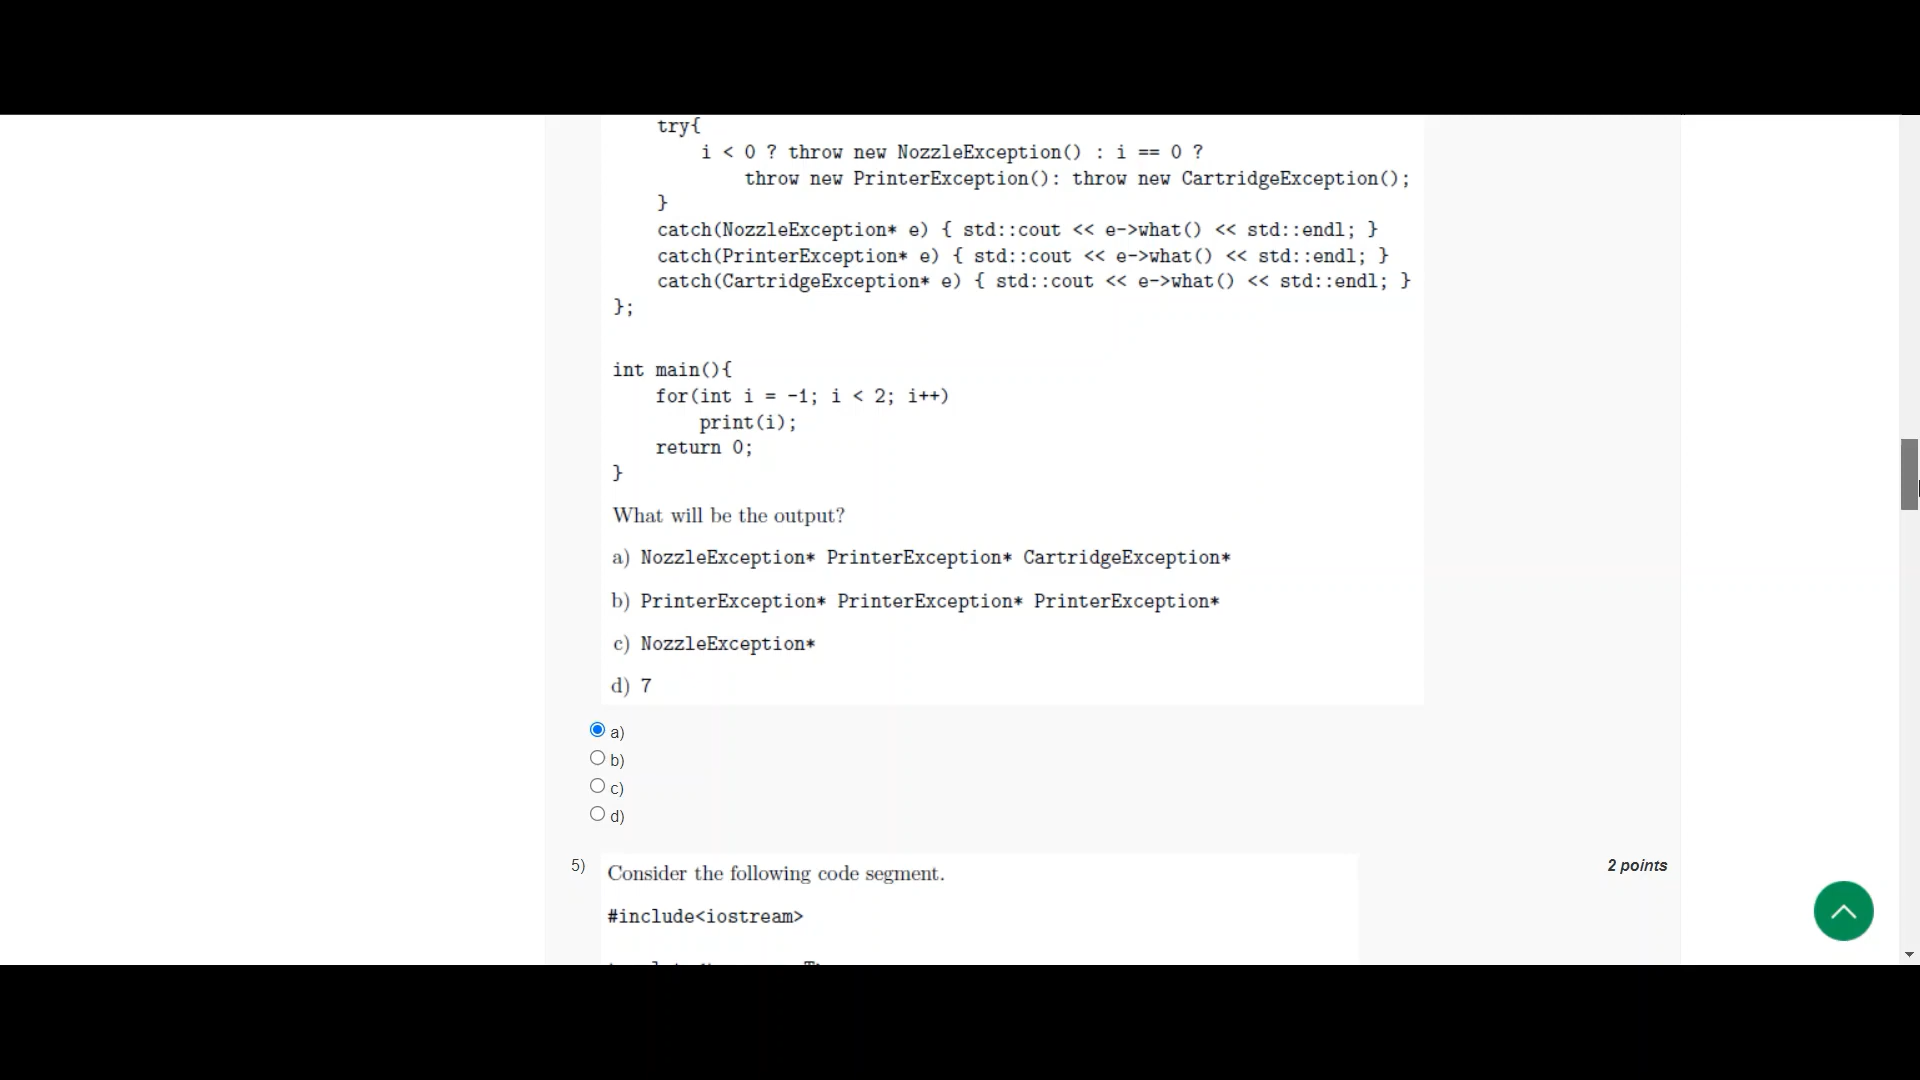 try{
i < 0 ? throw new NozzleException() : i == 0 ?
throw new PrinterException(): throw new CartridgeException();
}
catch(NozzleException* e) { std::cout << e->what() << std::endl; }
catch(PrinterException* e) { std::cout << e->what() << std::endl; }
catch(CartridgeException* e) { std::cout << e->what() << std::endl; }
};
int main(){
for(int i = -1; i < 2; i++)
print(i);
return 0;
}
What will be the output?
a) NozzleException* PrinterException* CartridgeException*
b) PrinterException* PrinterException* PrinterException*
c) NozzleException*
d) 7
a)
b)
c)
d)
5) Consider the following code segment. 2 points
#include<iostream>